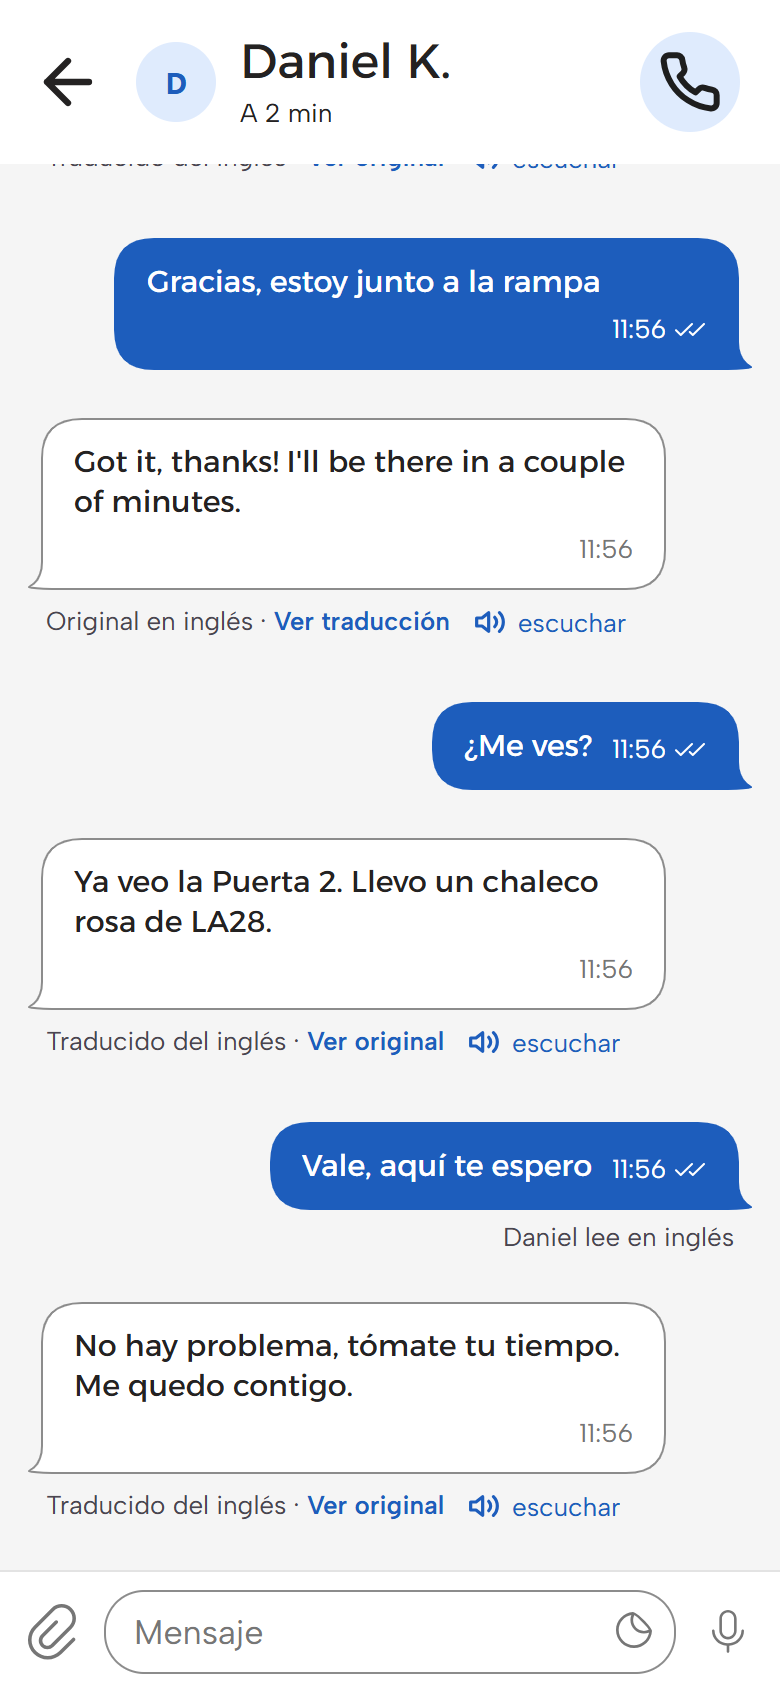 Daniel K.
D
A 2 min
Gracias, estoy junto a la rampa
11:56
Got it, thanks! I'll be there in a couple
of minutes.
11:56
Original en inglés · Ver traducción escuchar
¿Me ves? 11:56
Ya veo la Puerta 2. Llevo un chaleco
rosa de LA28.
11:56
Traducido del inglés · Ver original escuchar
Vale, aquí te espero 11:56
Daniel lee en inglés
No hay problema, tómate tu tiempo.
Me quedo contigo.
11:56
Traducido del inglés · Ver original escuchar
Mensaje